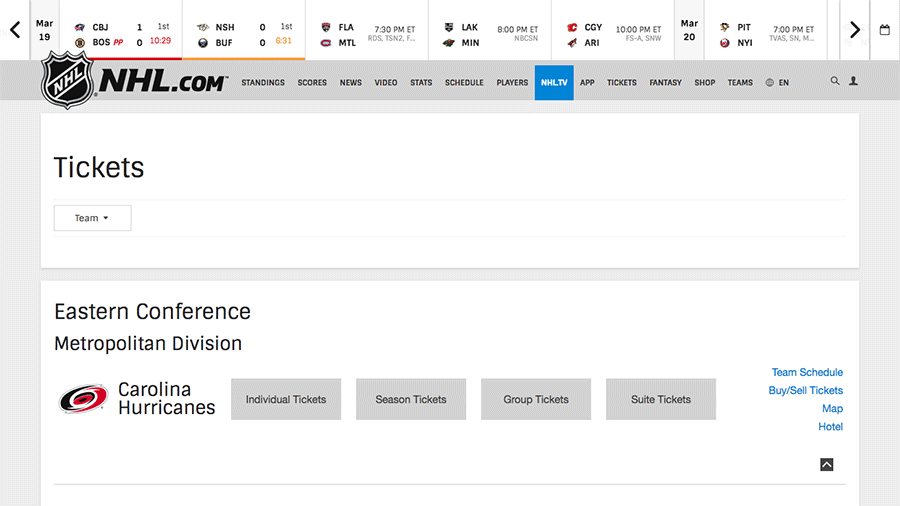 Mar
19
CBJ 1 1st
BOS PP 0 10:29
NSH 0 1st
BUF 0 6:31
FLA 7:30 PM ET
MTL RDS, TSN2, F...
LAK 8:00 PM ET
MIN NBCSN
CGY 10:00 PM ET
ARI FS-A, SNW
Mar
20
PIT 7:00 PM ET
NYI TVAS, SN, M...
NHL NHL.COM™ STANDINGS SCORES NEWS VIDEO STATS SCHEDULE PLAYERS NHLTV APP TICKETS FANTASY SHOP TEAMS EN
Tickets
Team
Eastern Conference
Metropolitan Division
Carolina
Hurricanes
Individual Tickets Season Tickets Group Tickets Suite Tickets
Team Schedule
Buy/Sell Tickets
Map
Hotel